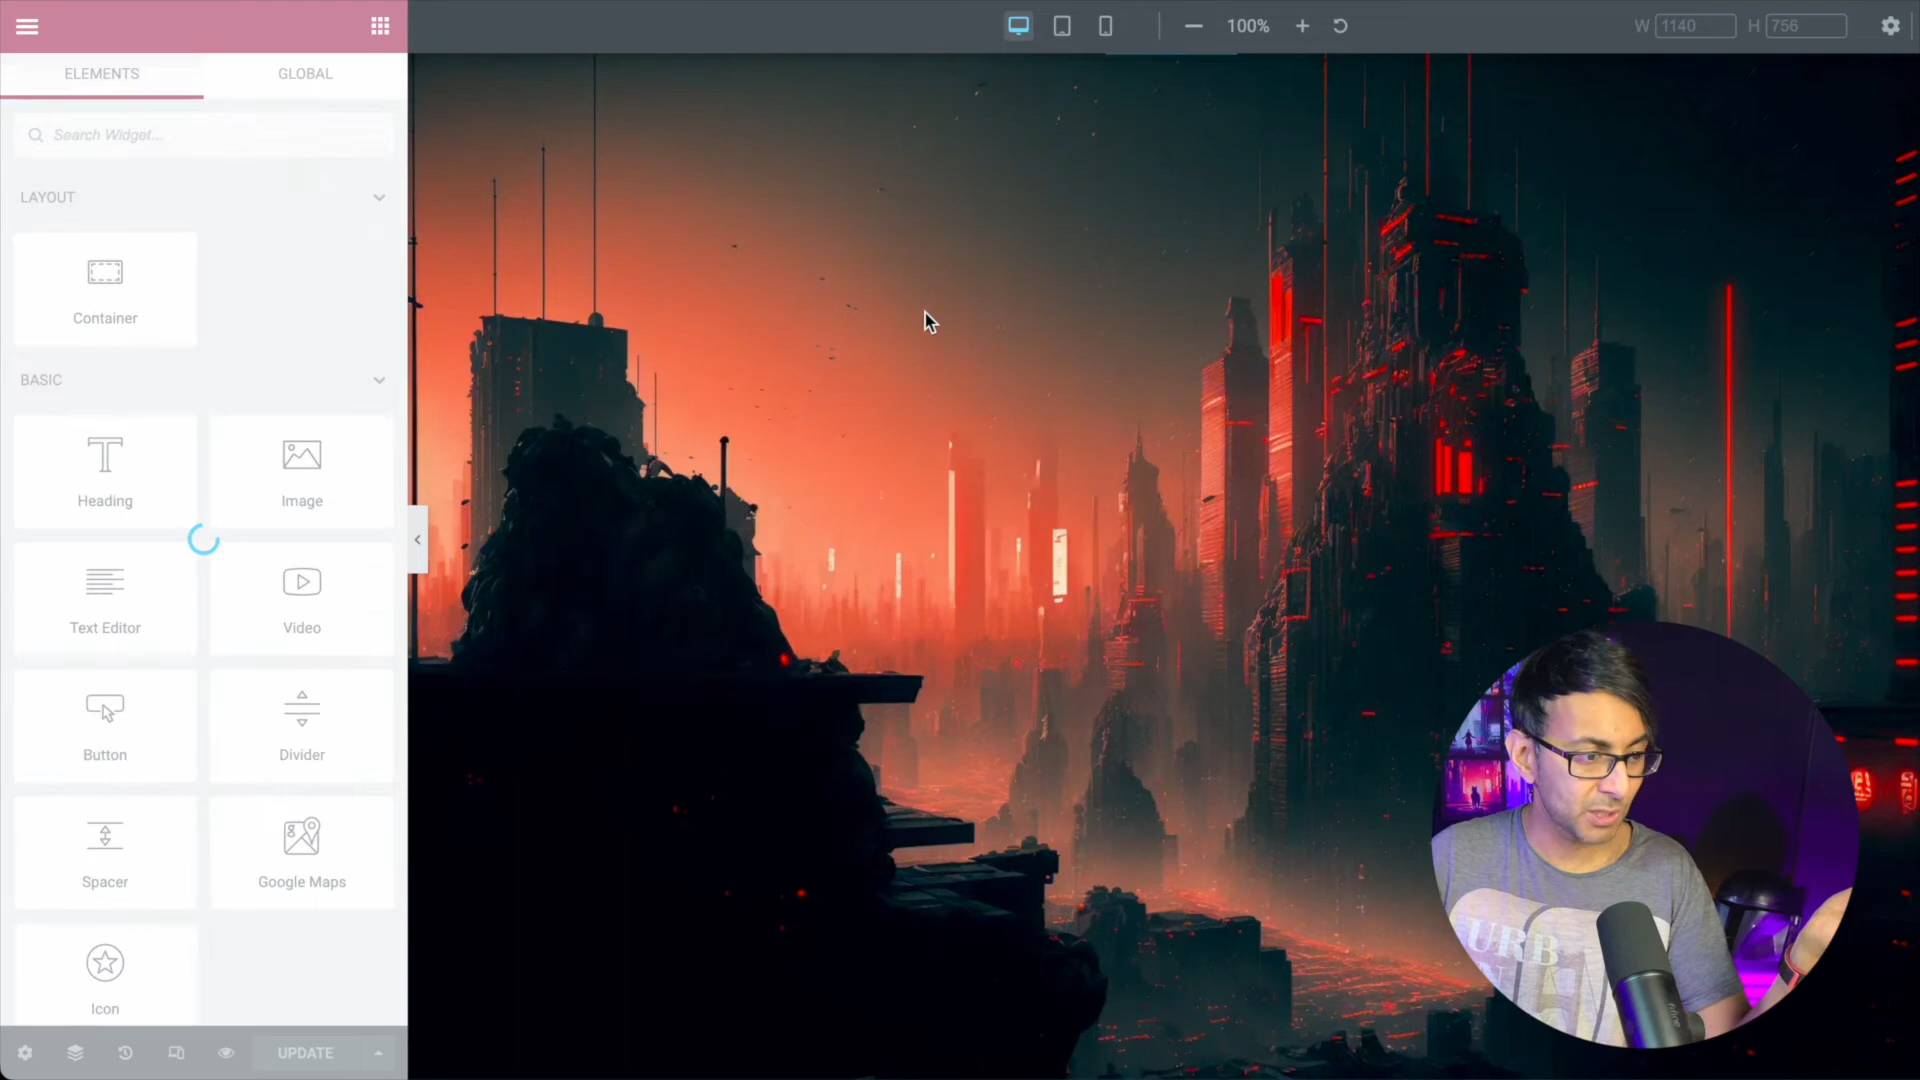 100%
W 1140 H 756
ELEMENTS GLOBAL
Search Widget...
LAYOUT
Container
BASIC
Heading Image
Text Editor Video
Button Divider
Spacer Google Maps
Icon
UPDATE
URB
N